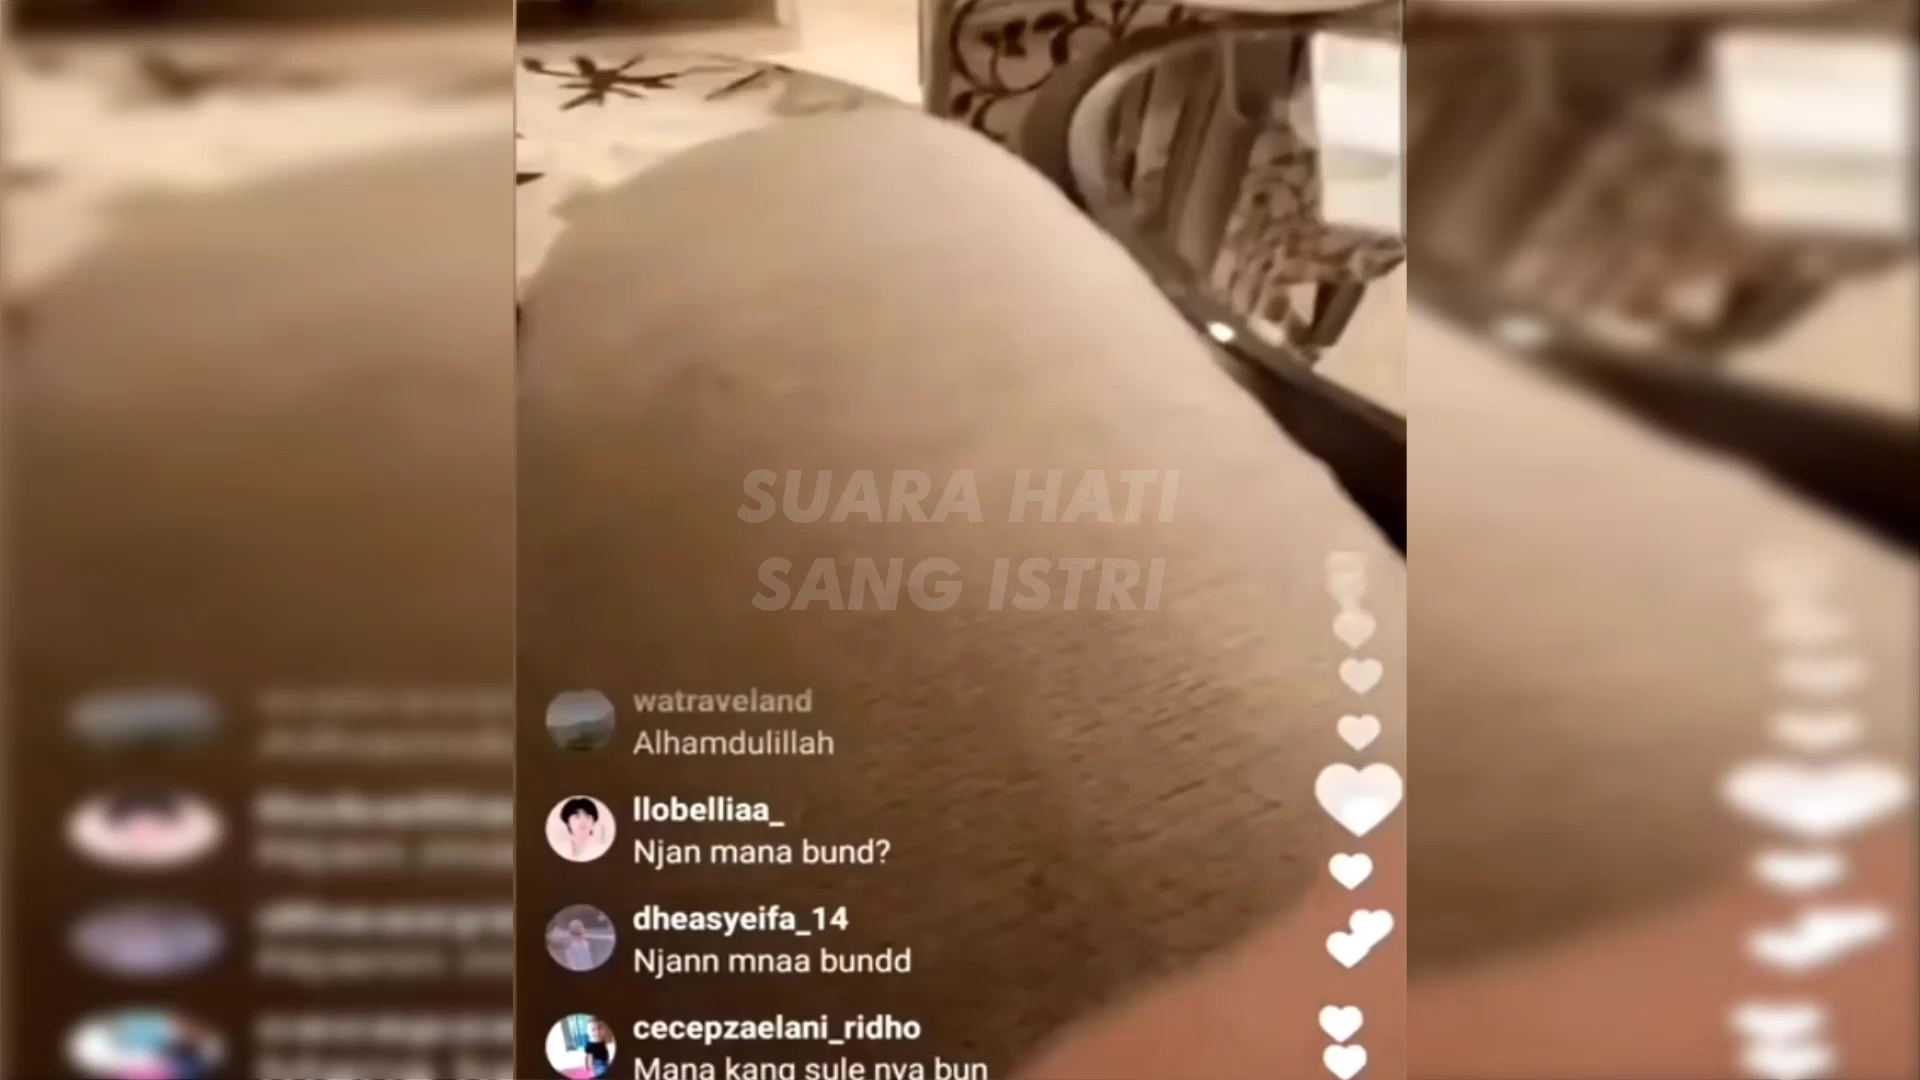 SUARA HATI
SANG ISTRI
watraveland
Alhamdulillah
llobelliaa_
Njan mana bund?
dheasyeifa_14
Njann mnaa bundd
cecepzaelani_ridho
Mana kang sule nya bun